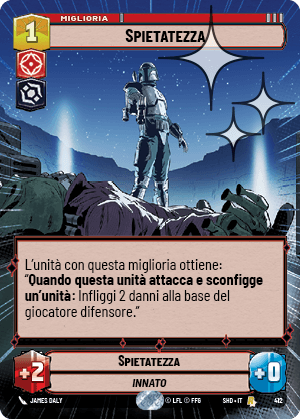 MIGLIORIA
1
SPIETATEZZA
L'unità con questa miglioria ottiene:
"Quando questa unità attacca e sconfigge
un'unità: Infliggi 2 danni alla base del
giocatore difensore."
SPIETATEZZA
+2
INNATO
+0
JAMES DALY
© LFL © FFG
SHD • IT
412